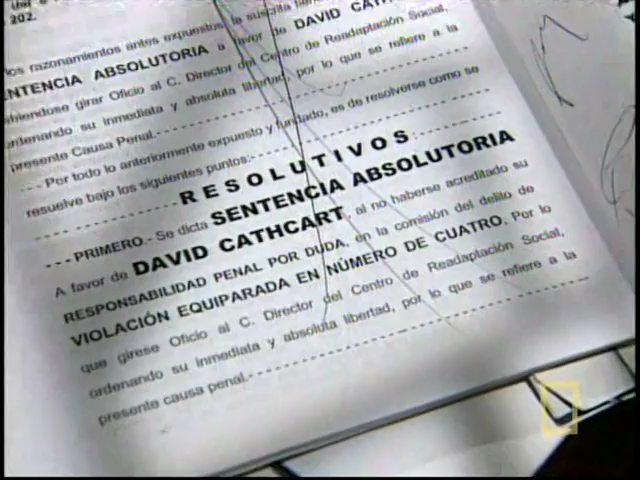 202.
los razonamientos antes expuestos, la suscrita
SENTENCIA ABSOLUTORIA a favor de DAVID
girar Oficio al C. Director del Centro de Readaptación Social,
ordenando su inmediata y absoluta libertad, por lo que se refiere a la
presente Causa Penal.-
- - - Por todo lo anteriormente expuesto y fundado, es de resolverse como se
resuelve bajo los siguientes puntos:-
R E S O L U T I V O S
- - - PRIMERO.- Se dicta SENTENCIA ABSOLUTORIA
A favor de DAVID CATHCART, al no haberse acreditado su
RESPONSABILIDAD PENAL POR DUDA, en la comisión del delito de
VIOLACIÓN EQUIPARADA EN NÚMERO DE CUATRO. Por lo
que girese Oficio al C. Director del Centro de Readaptación Social,
ordenando su inmediata y absoluta libertad, por lo que se refiere a la
presente causa penal.-